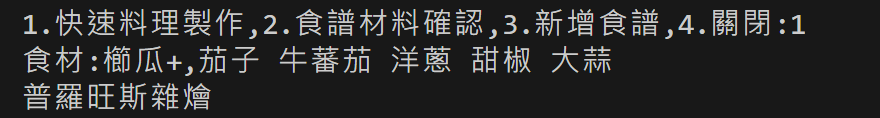 1.快速料理製作,2.食譜材料確認,3.新增食譜,4.關閉:1
食材:櫛瓜+,茄子 牛蕃茄 洋蔥 甜椒 大蒜
普羅旺斯雜燴